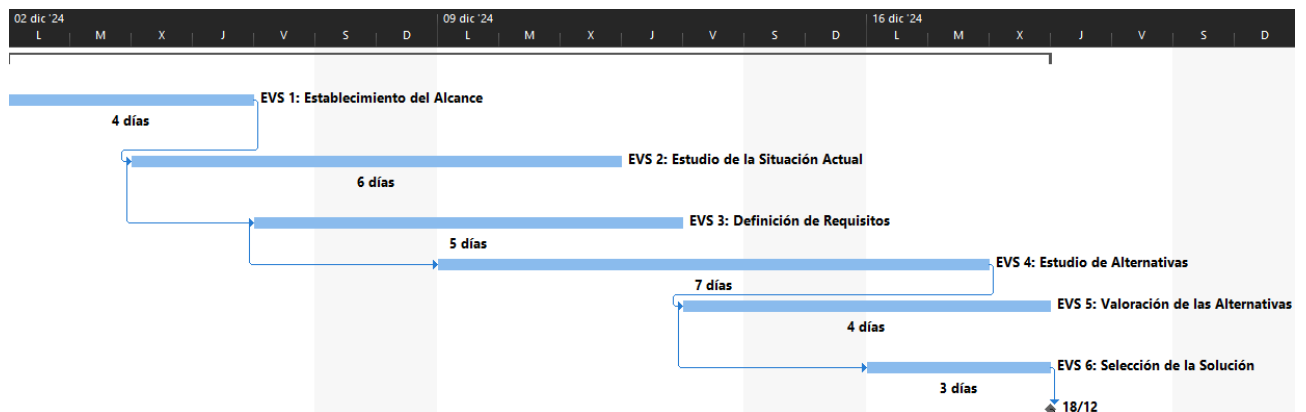 02 dic '24 09 dic '24 16 dic '24
L M X J V S D L M X J V S D L M X J V S D
EVS 1: Establecimiento del Alcance
4 días
EVS 2: Estudio de la Situación Actual
6 días
EVS 3: Definición de Requisitos
5 días
EVS 4: Estudio de Alternativas
7 días
EVS 5: Valoración de las Alternativas
4 días
EVS 6: Selección de la Solución
3 días
18/12